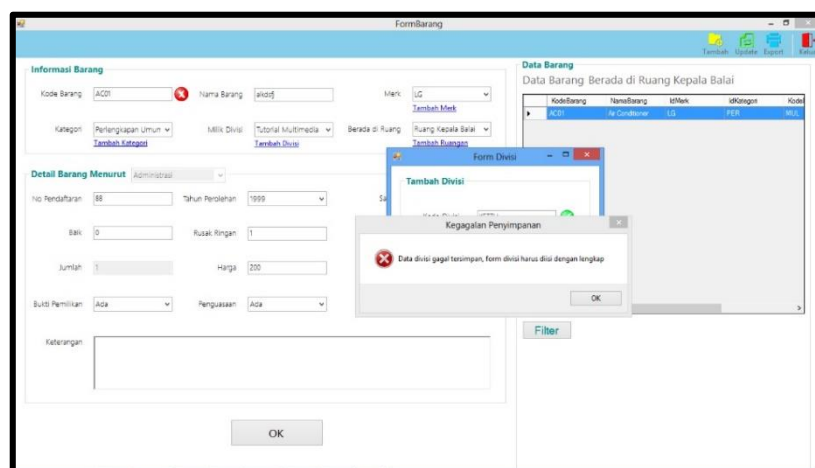 FormBarang
Tambah Update Export Keluar
Informasi Barang
Kode Barang AC01 Nama Barang Merk LG
Tambah Merk
Kategori Perlengkapan Umun Milik Divisi Tutorial Multimedia Berada di Ruang Ruang Kepala Balai
Tambah Kategori Tambah Divisi Tambah Ruangan
Detail Barang Menurut Administrasi
No Pendaftaran 88 Tahun Perolehan 1999
Baik 0 Rusak Ringan 1
Jumlah 1 Harga 200
Bukti Pemilikan Ada Penguasaan Ada
Keterangan
OK
Data Barang
Data Barang Berada di Ruang Kepala Balai
KodeBarang NamaBarang IdMerk IdKategori
AC01 Air Conditioner LG PER MUL
Filter
Form Divisi
Tambah Divisi
Kegagalan Penyimpanan
Data divisi gagal tersimpan, form divisi harus diisi dengan lengkap
OK